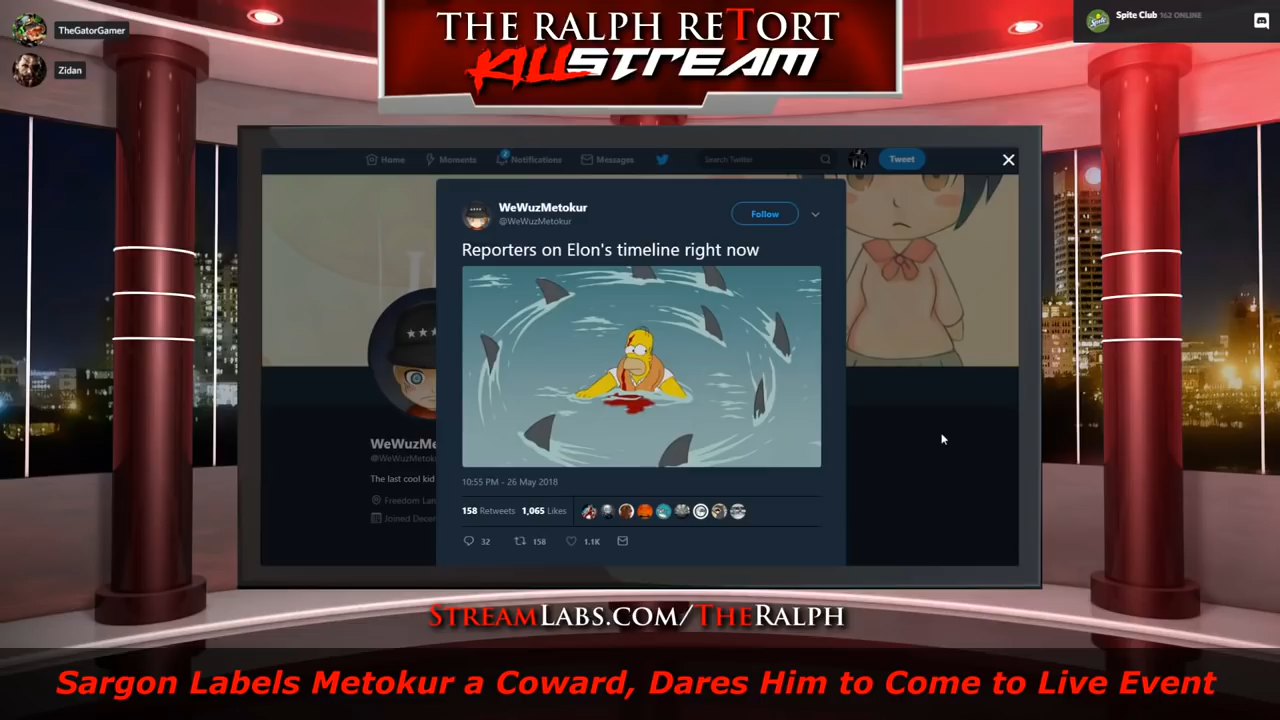 THE RALPH RETORT
KILLSTREAM
TheGatorGamer
Zidan
Spite Club 162 ONLINE
Home
Moments
Notifications
Messages
Search Twitter
Tweet
WeWuzMetokur
@WeWuzMetokur
Follow
Reporters on Elon's timeline right now
10:55 PM - 26 May 2018
158 Retweets 1,065 Likes
32 158 1.1K
WeWuzMe
@WeWuzMetok
The last cool kid
Freedom Lan
Joined Decem
STREAMLABS.COM/THERALPH
Sargon Labels Metokur a Coward, Dares Him to Come to Live Event